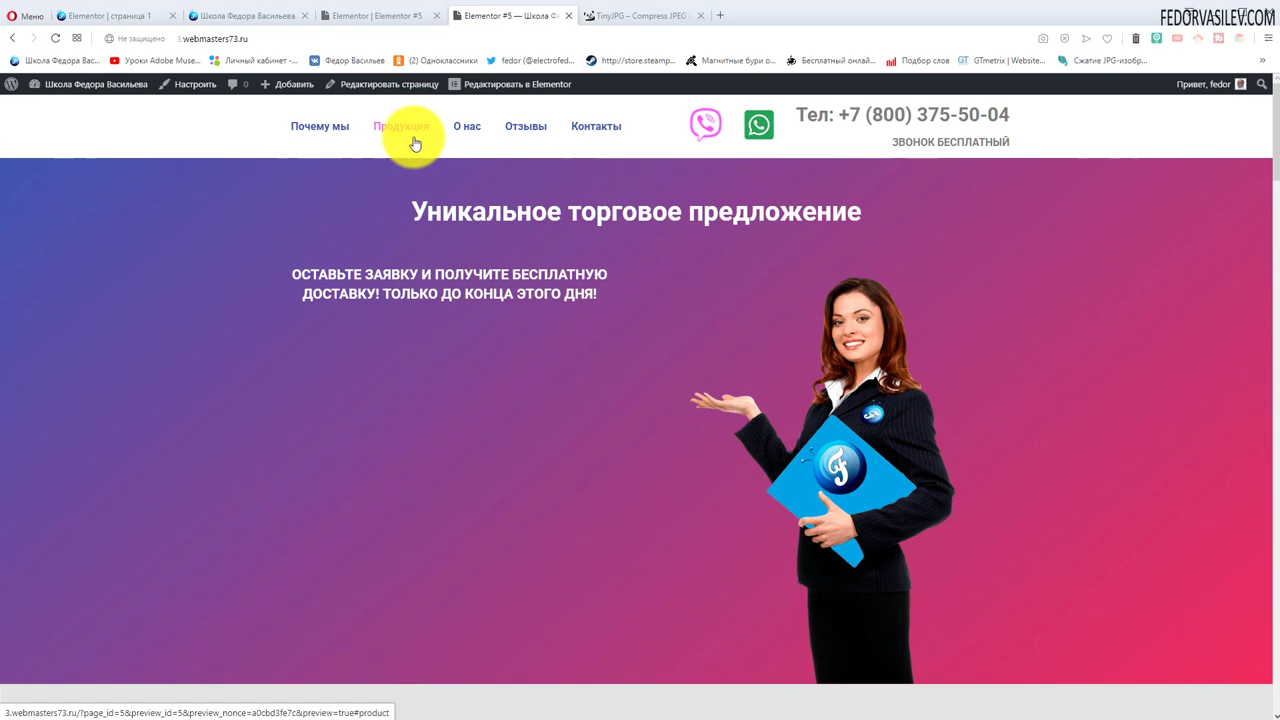 Меню
Elementor | страница 1
Школа Федора Васильева
Elementor | Elementor #5
Elementor #5 — Школа Фе
TinyJPG – Compress JPEG
FEDORVASILEV.COM
Не защищено
3.webmasters73.ru
Школа Федора Вас...
Уроки Adobe Muse...
Личный кабинет -...
Федор Васильев
(2) Одноклассники
fedor (@electrofed...
http://store.steamp...
Магнитные бури о...
Бесплатный онлай...
Подбор слов
GT
GTmetrix | Website...
Сжатие JPG-изобр...
Школа Федора Васильева
Настроить
0
Добавить
Редактировать страницу
Редактировать в Elementor
Привет, fedor
Почему мы
Продукция
О нас
Отзывы
Контакты
Тел: +7 (800) 375-50-04
ЗВОНОК БЕСПЛАТНЫЙ
Уникальное торговое предложение
ОСТАВЬТЕ ЗАЯВКУ И ПОЛУЧИТЕ БЕСПЛАТНУЮ
ДОСТАВКУ! ТОЛЬКО ДО КОНЦА ЭТОГО ДНЯ!
3.webmasters73.ru/?page_id=5&preview_id=5&preview_nonce=a0cbd3fe7c&preview=true#product